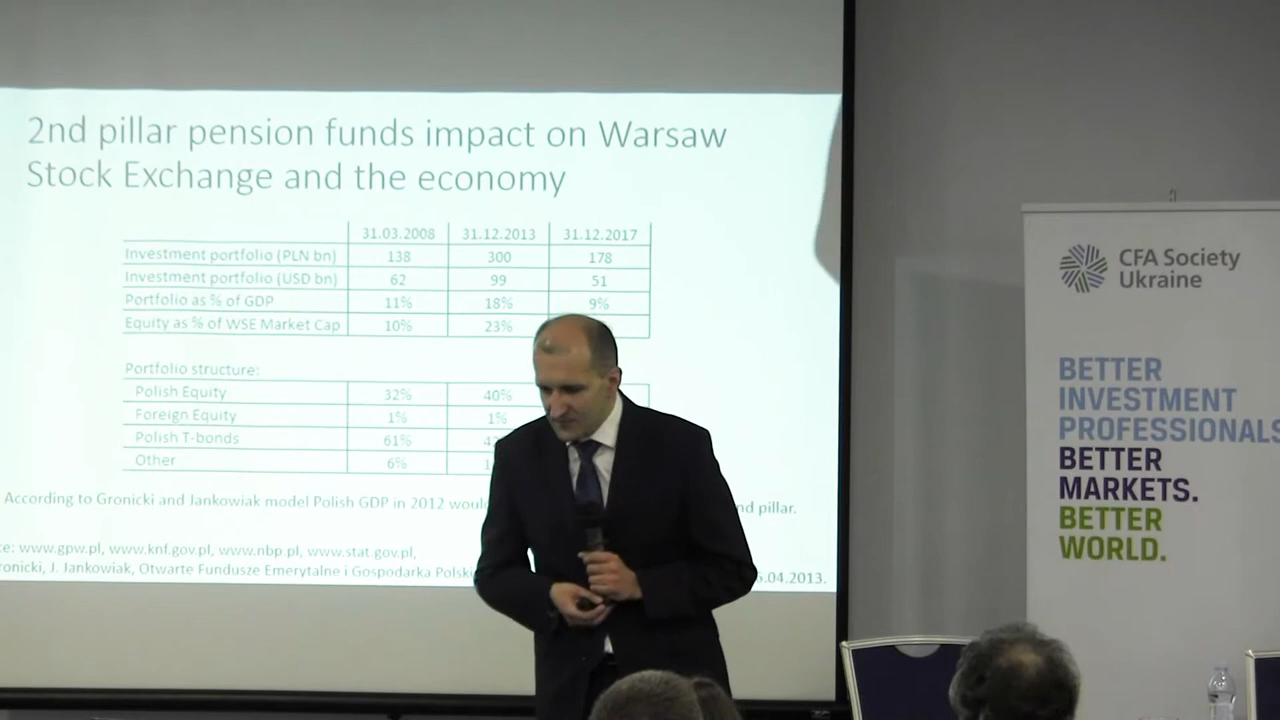 2nd pillar pension funds impact on Warsaw
Stock Exchange and the economy
31.03.2008 31.12.2013 31.12.2017
Investment portfolio (PLN bn) 138 300 178
Investment portfolio (USD bn) 62 99 51
Portfolio as % of GDP 11% 18% 9%
Equity as % of WSE Market Cap 10% 23%
Portfolio structure:
Polish Equity 32% 40%
Foreign Equity 1% 1%
Polish T-bonds 61%
Other 6%
According to Gronicki and Jankowiak model Polish GDP in 2012 pillar.
www.gpw.pl, www.knf.gov.pl, www.nbp.pl, www.stat.gov.pl,
J. Jankowiak, Otwarte Fundusze Emerytalne i Gospodarka .04.2013.
CFA Society
Ukraine
BETTER
INVESTMENT
PROFESSIONALS
BETTER
MARKETS.
BETTER
WORLD.